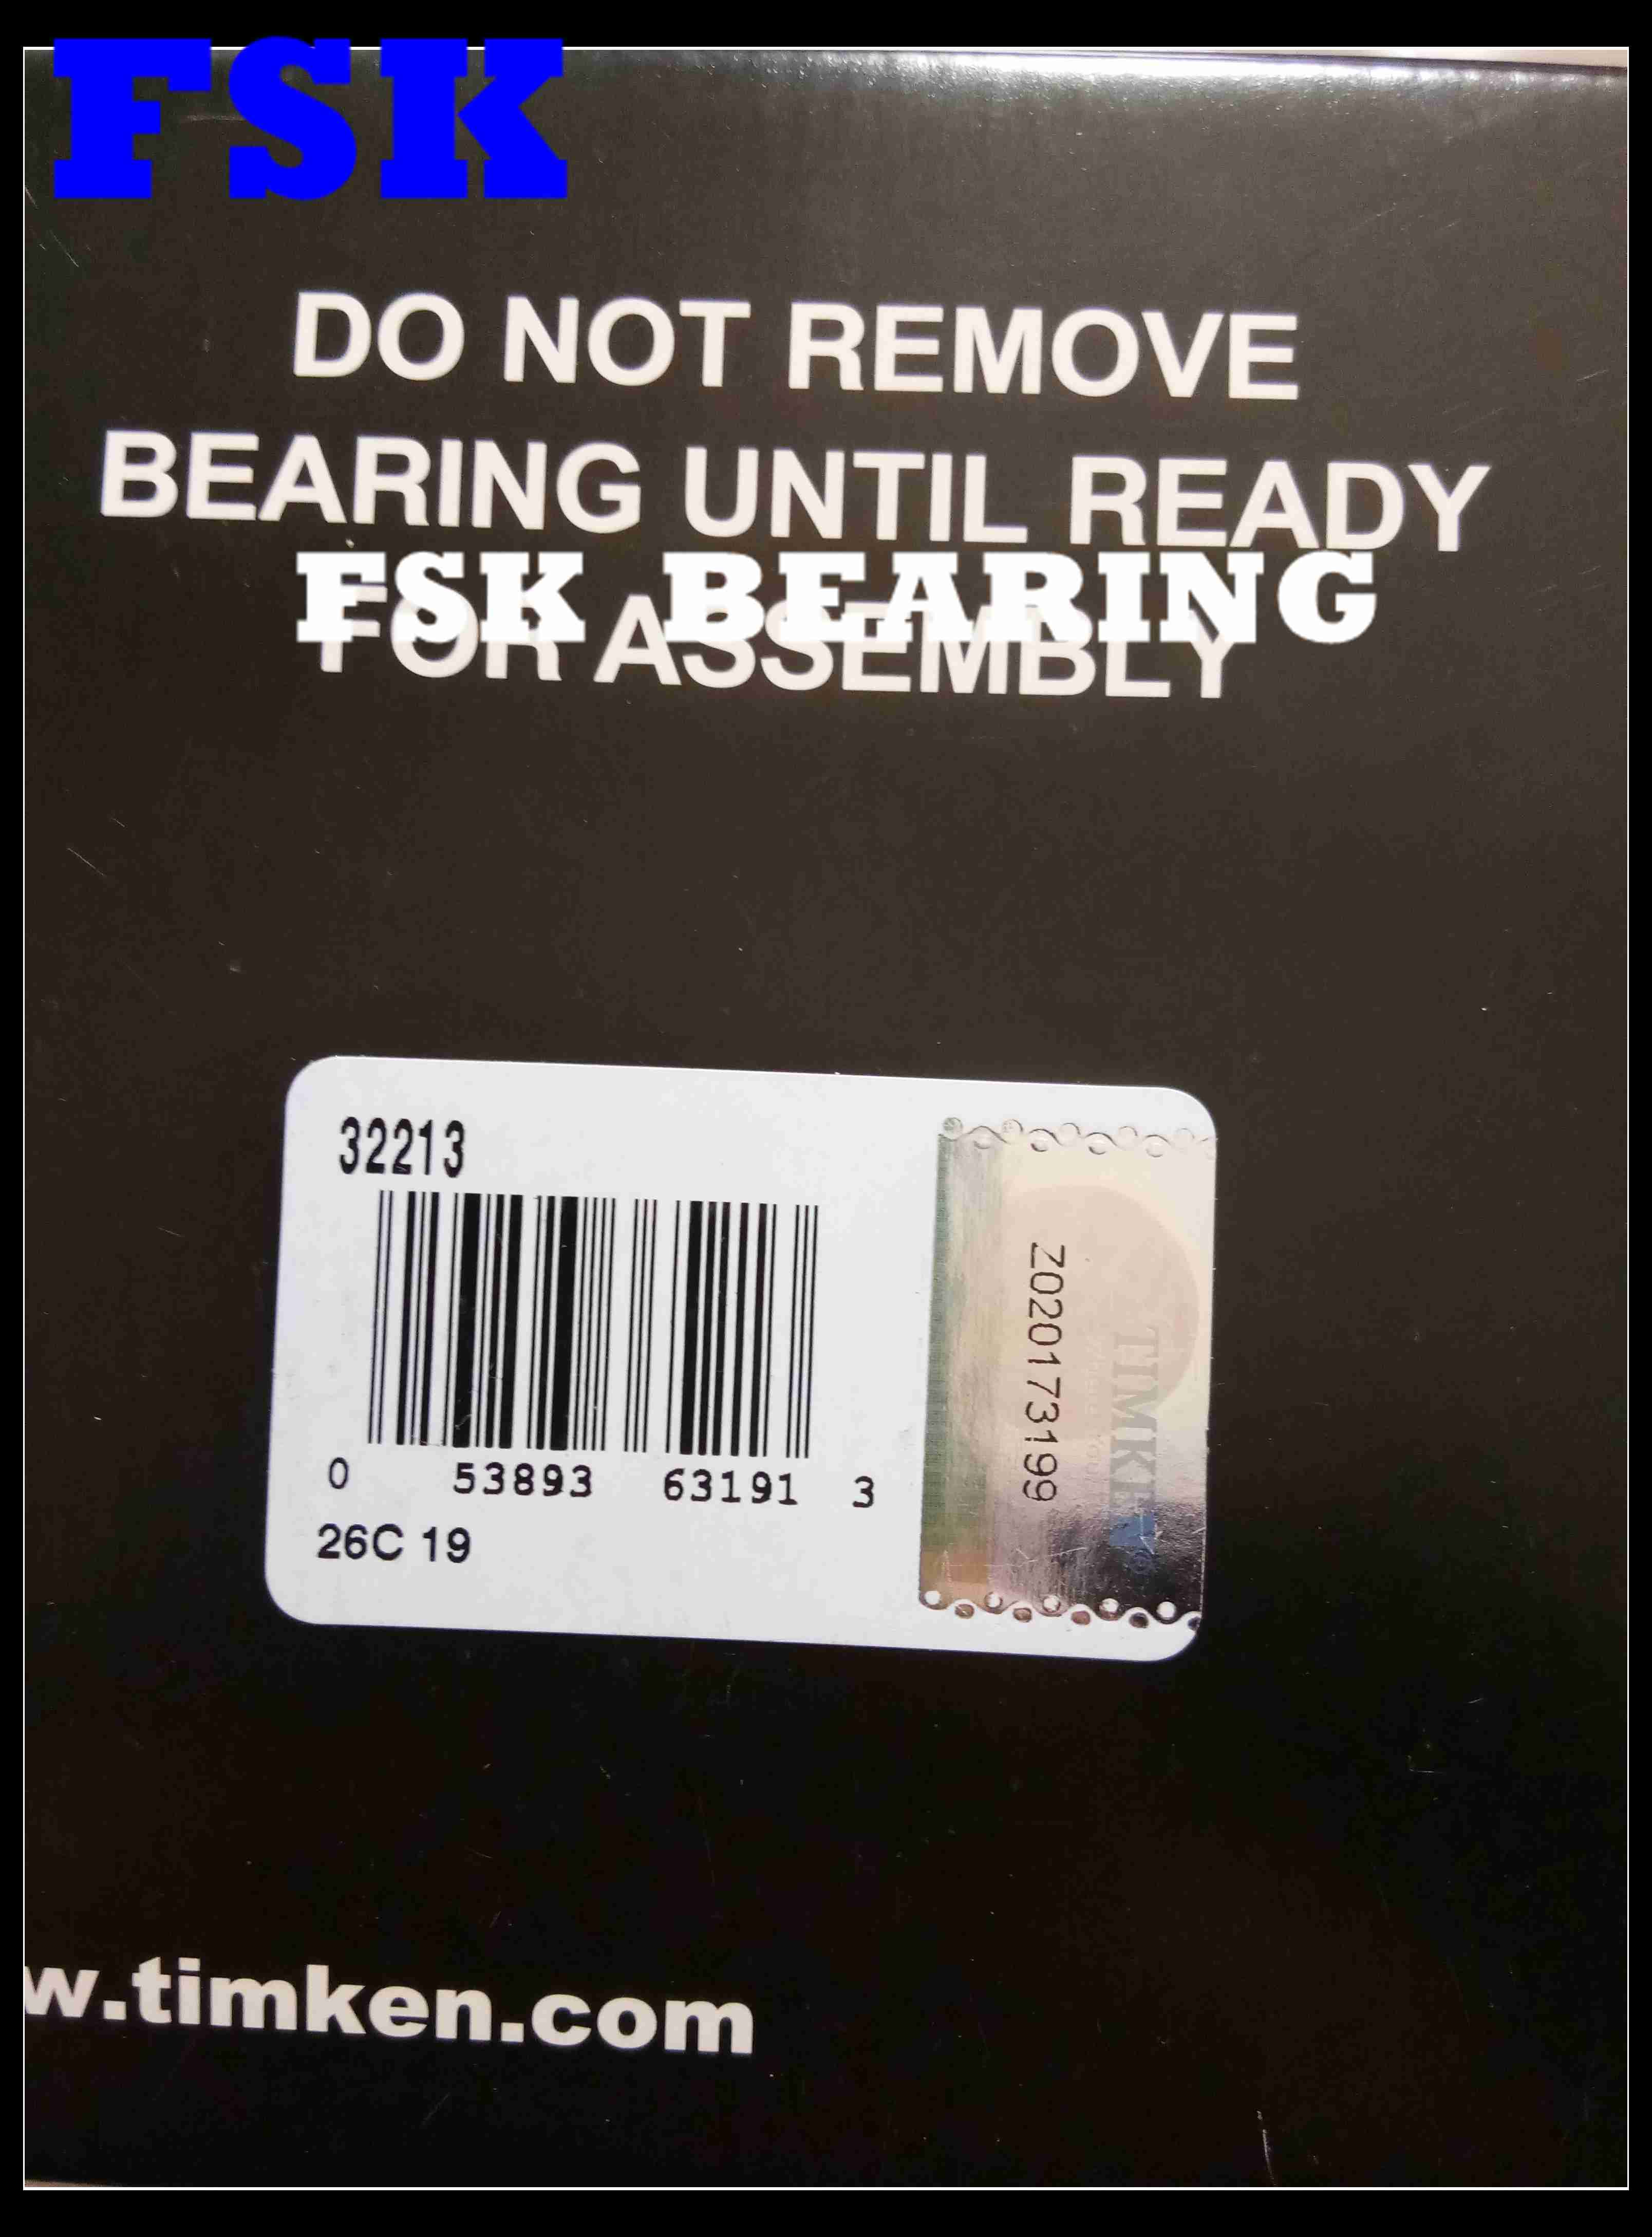 FSK
DO NOT REMOVE
BEARING UNTIL READY
FSK BEARING
FOR ASSEMBLY
32213
0 53893 63191 3
26C 19
Z020173199
TIMKEN®
w.timken.com